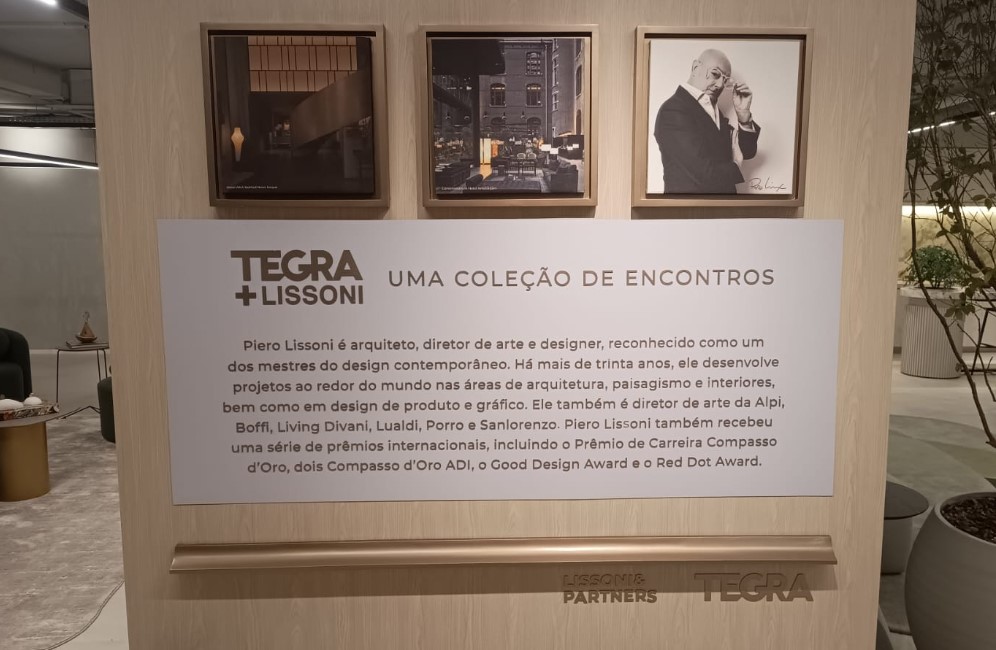 TEGRA
+LISSONI
UMA COLEÇÃO DE ENCONTROS
Piero Lissoni é arquiteto, diretor de arte e designer, reconhecido como um
dos mestres do design contemporâneo. Há mais de trinta anos, ele desenvolve
projetos ao redor do mundo nas áreas de arquitetura, paisagismo e interiores,
bem como em design de produto e gráfico. Ele também é diretor de arte da Alpi,
Boffi, Living Divani, Lualdi, Porro e Sanlorenzo. Piero Lissoni também recebeu
uma série de prêmios internacionais, incluindo o Prêmio de Carreira Compasso
d'Oro, dois Compasso d'Oro ADI, o Good Design Award e o Red Dot Award.
LISSONI&
PARTNERS
TEGRA